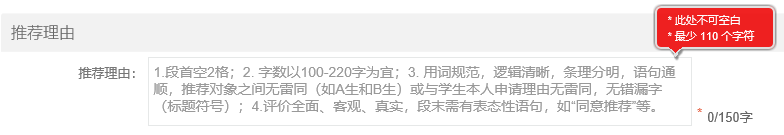 推荐理由
* 此处不可空白
* 最少 110 个字符
推荐理由：
1.段首空2格；2. 字数以100-220字为宜；3. 用词规范，逻辑清晰，条理分明，语句通
顺，推荐对象之间无雷同（如A生和B生）或与学生本人申请理由无雷同，无错漏字
（标题符号）；4.评价全面、客观、真实，段末需有表态性语句，如“同意推荐”等。
* 0/150字